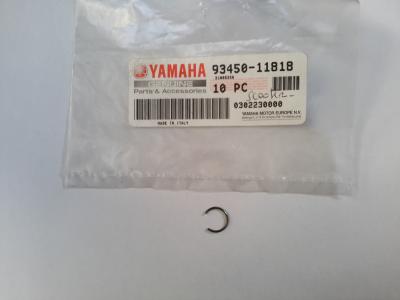 YAMAHA 93450-11818
GENUINE
Parts & Accessories 10 PC
0302230000
MADE IN ITALY YAMAHA MOTOR EUROPE N.V.